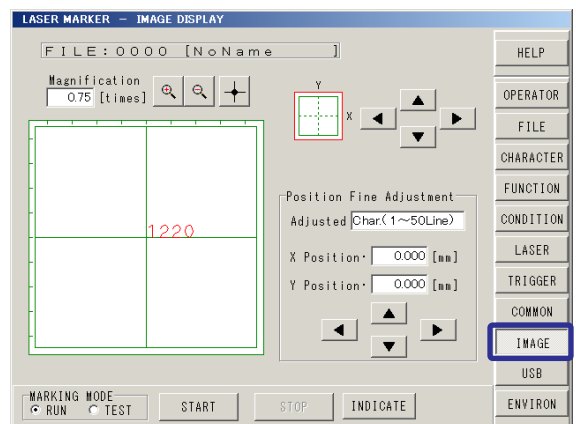 LASER MARKER － IMAGE DISPLAY
FILE:0000 [NoName ]
Magnification
0.75 [times]
Y
X
1220
Position Fine Adjustment
Adjusted Char.(1～50Line)
X Position･ 0.000 [mm]
Y Position･ 0.000 [mm]
MARKING MODE
RUN TEST
START
STOP
INDICATE
HELP
OPERATOR
FILE
CHARACTER
FUNCTION
CONDITION
LASER
TRIGGER
COMMON
IMAGE
USB
ENVIRON